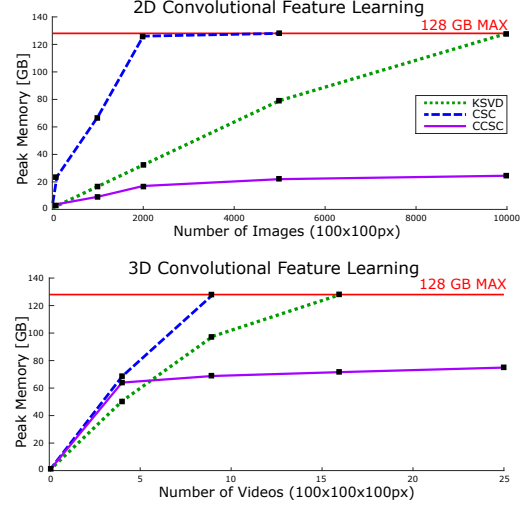 2D Convolutional Feature Learning
128 GB MAX
140
120
100
80
60
40
20
0
Peak Memory [GB]
KSVD
CSC
CCSC
0 2000 4000 6000 8000 10000
Number of Images (100x100px)
3D Convolutional Feature Learning
128 GB MAX
140
120
100
80
60
40
20
0
Peak Memory [GB]
0 5 10 15 20 25
Number of Videos (100x100x100px)